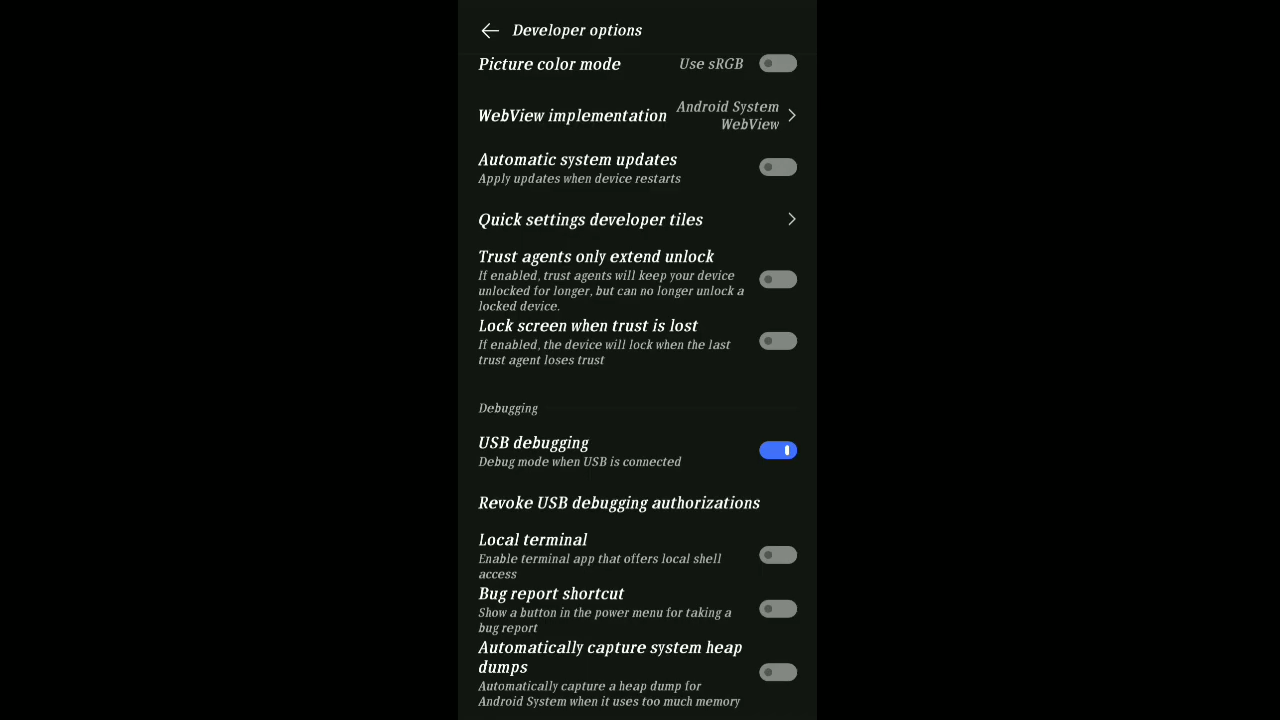 Developer options
Picture color mode Use sRGB
WebView implementation Android System WebView
Automatic system updates
Apply updates when device restarts
Quick settings developer tiles
Trust agents only extend unlock
If enabled, trust agents will keep your device
unlocked for longer, but can no longer unlock a
locked device.
Lock screen when trust is lost
If enabled, the device will lock when the last
trust agent loses trust
Debugging
USB debugging
Debug mode when USB is connected
Revoke USB debugging authorizations
Local terminal
Enable terminal app that offers local shell
access
Bug report shortcut
Show a button in the power menu for taking a
bug report
Automatically capture system heap
dumps
Automatically capture a heap dump for
Android System when it uses too much memory